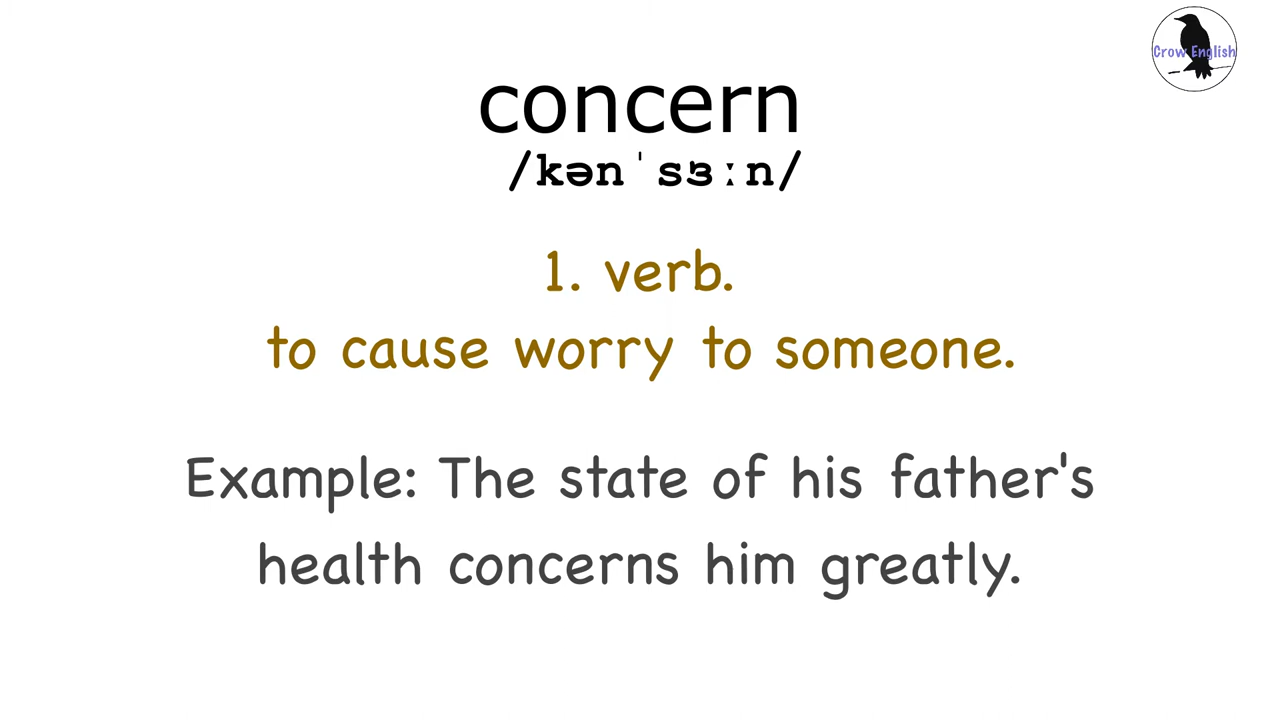 Crow English
concern
/kənˈsɜːn/
1. verb.
to cause worry to someone.
Example: The state of his father's
health concerns him greatly.